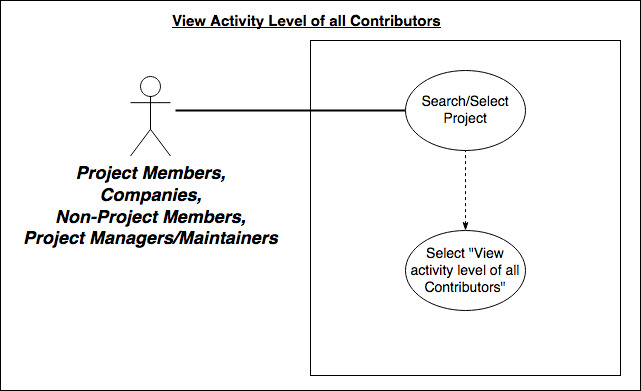 View Activity Level of all Contributors
Search/Select
Project
Project Members,
Companies,
Non-Project Members,
Project Managers/Maintainers
Select "View
activity level of all
Contributors"